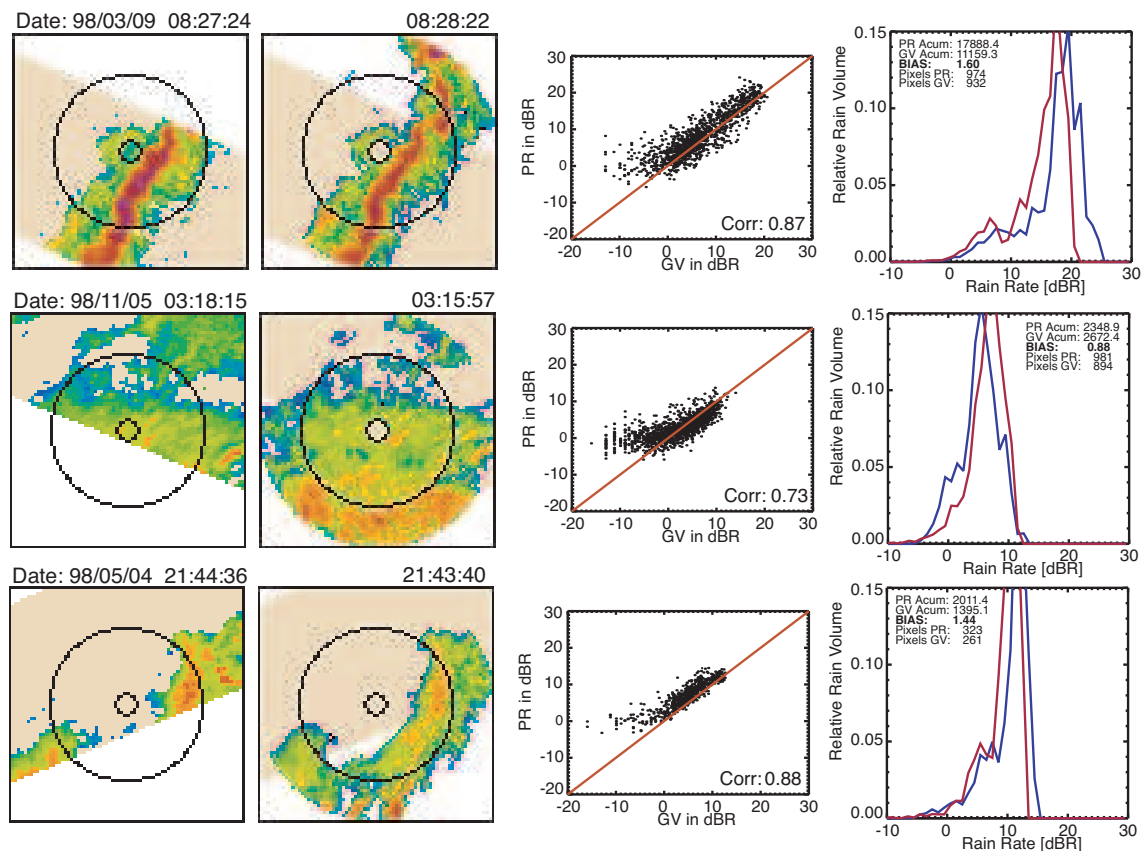 Date: 98/03/09 08:27:24
08:28:22
30
20
10
0
10
20
PR in dBR
-20 -10 0 10 20 30
GV in dBR
Corr: 0.87
0.15
0.10
0.05
0.00
Relative Rain Volume
PR Acum: 17888.4
GV Acum: 11159.3
BIAS: 1.60
Pixels PR: 974
Pixels GV: 932
-10 0 10 20 30
Rain Rate [dBR]
Date: 98/11/05 03:18:15
03:15:57
30
20
10
0
10
20
PR in dBR
-20 -10 0 10 20 30
GV in dBR
Corr: 0.73
0.15
0.10
0.05
0.00
Relative Rain Volume
PR Acum: 2348.9
GV Acum: 2672.4
BIAS: 0.88
Pixels PR: 981
Pixels GV: 894
-10 0 10 20 30
Rain Rate [dBR]
Date: 98/05/04 21:44:36
21:43:40
30
20
10
0
10
20
PR in dBR
-20 -10 0 10 20 30
GV in dBR
Corr: 0.88
0.15
0.10
0.05
0.00
Relative Rain Volume
PR Acum: 2011.4
GV Acum: 1395.1
BIAS: 1.44
Pixels PR: 323
Pixels GV: 261
-10 0 10 20 30
Rain Rate [dBR]